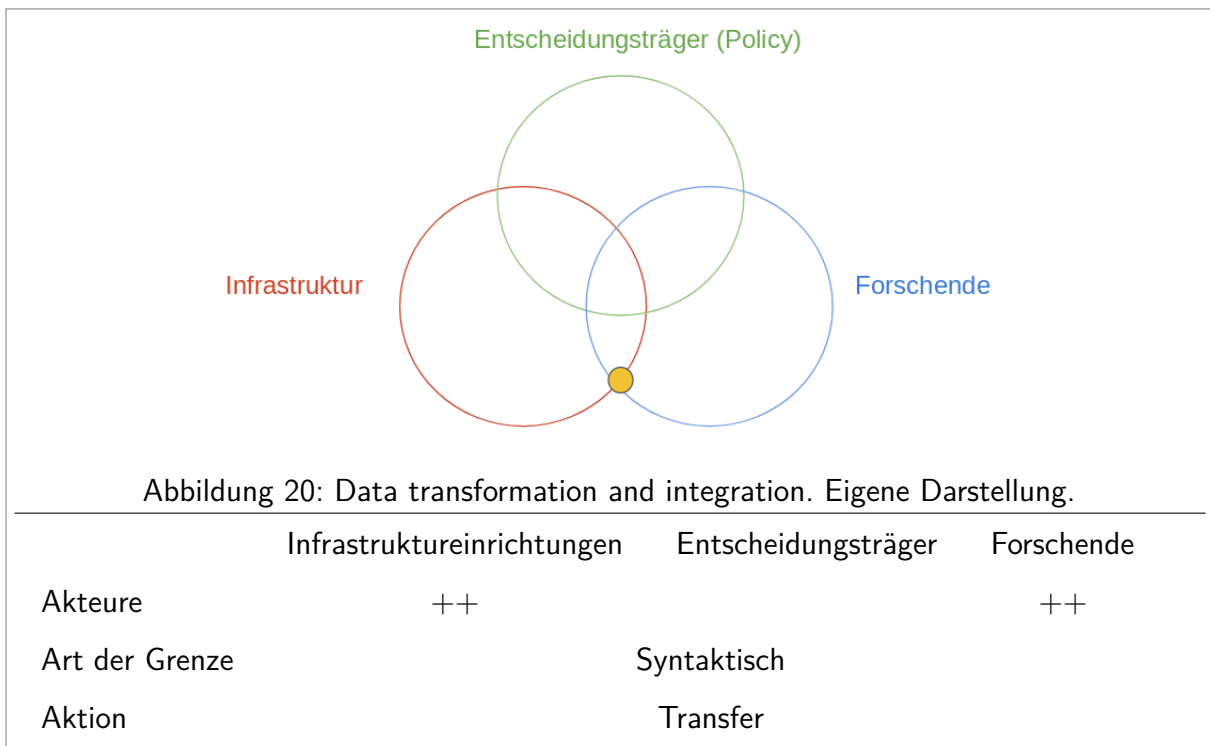 Entscheidungsträger (Policy)
Infrastruktur
Forschende
Abbildung 20: Data transformation and integration. Eigene Darstellung.
Infrastruktureinrichtungen Entscheidungsträger Forschende
Akteure ++ ++
Art der Grenze Syntaktisch
Aktion Transfer